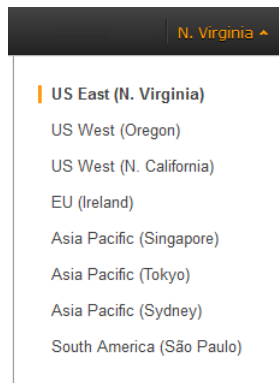 N. Virginia
US East (N. Virginia)
US West (Oregon)
US West (N. California)
EU (Ireland)
Asia Pacific (Singapore)
Asia Pacific (Tokyo)
Asia Pacific (Sydney)
South America (São Paulo)